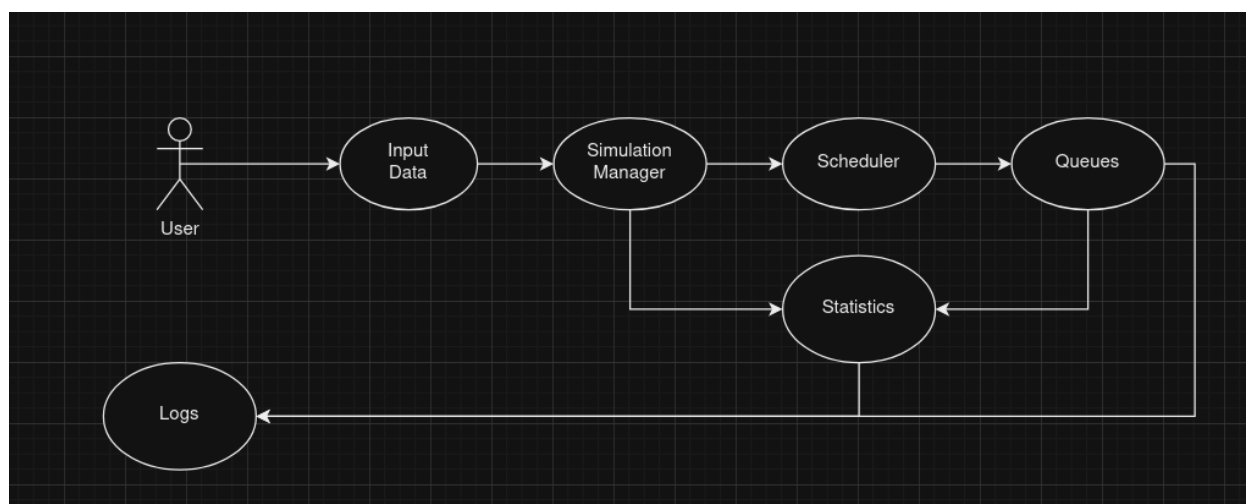 Input
Data
Simulation
Manager
Scheduler
Queues
User
Statistics
Logs